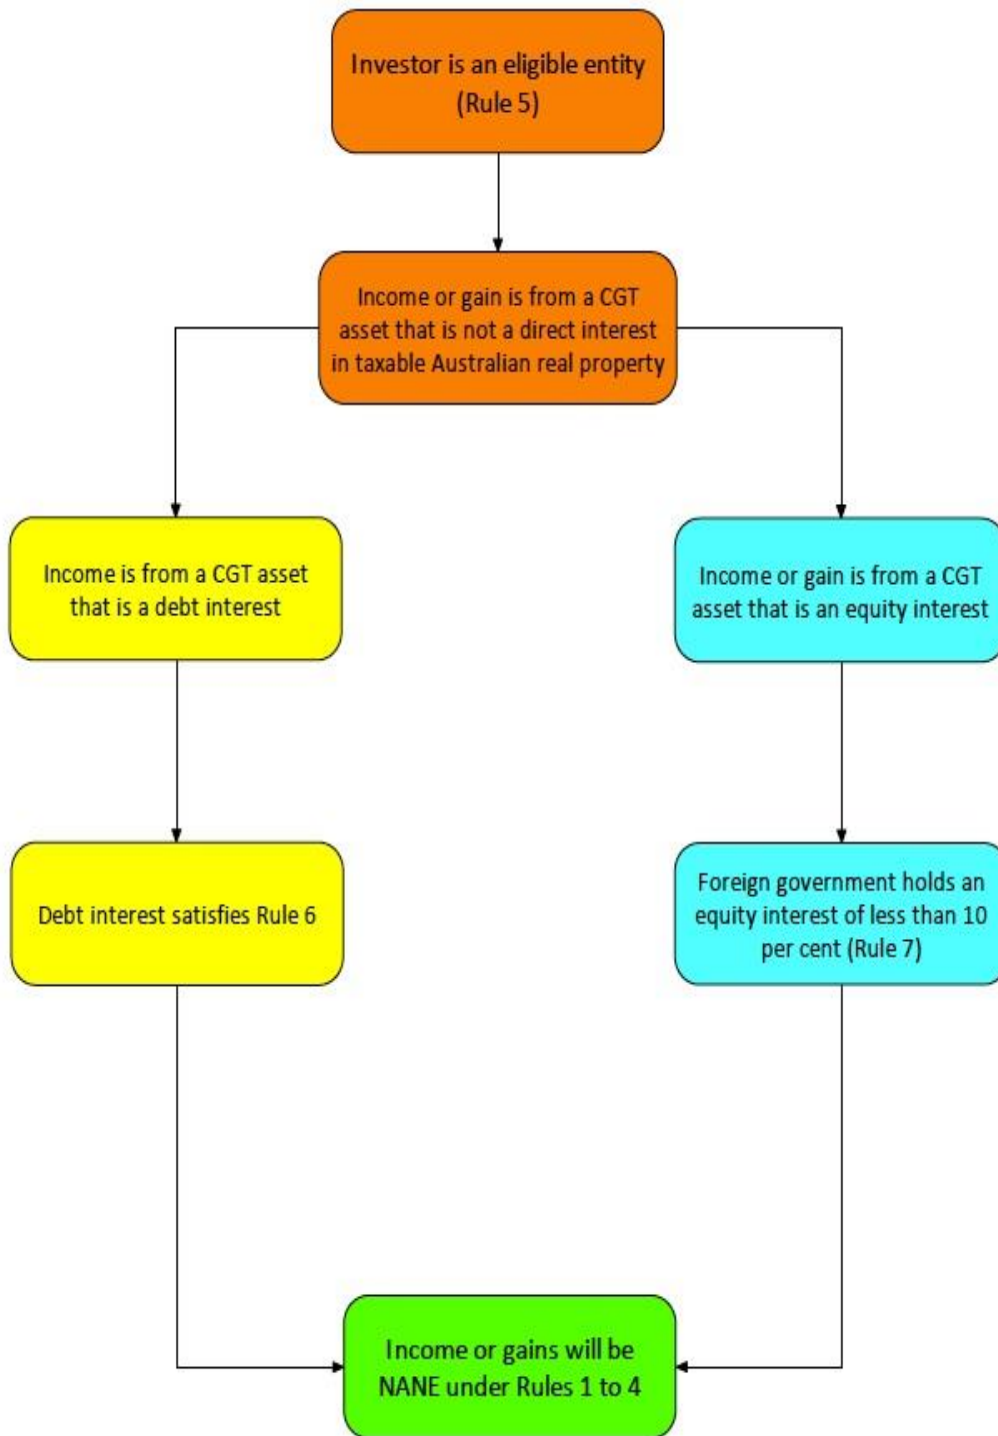 Investor is an eligible entity
(Rule 5)
Income or gain is from a CGT
asset that is not a direct interest
in taxable Australian real property
Income is from a CGT asset
that is a debt interest
Income or gain is from a CGT
asset that is an equity interest
Debt interest satisfies Rule 6
Foreign government holds an
equity interest of less than 10
per cent (Rule 7)
Income or gains will be
NANE under Rules 1 to 4